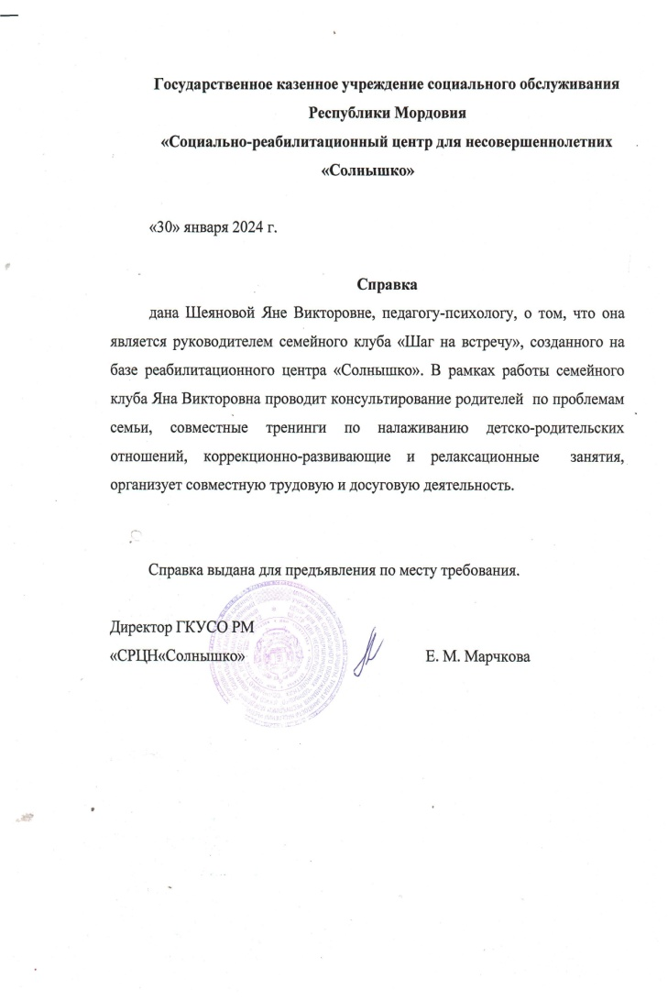 Государственное казенное учреждение социального обслуживания
Республики Мордовия
«Социально-реабилитационный центр для несовершеннолетних
«Солнышко»
«30» января 2024 г.
Справка
дана Шеяновой Яне Викторовне, педагогу-психологу, о том, что она
является руководителем семейного клуба «Шаг на встречу», созданного на
базе реабилитационного центра «Солнышко». В рамках работы семейного
клуба Яна Викторовна проводит консультирование родителей по проблемам
семьи, совместные тренинги по налаживанию детско-родительских
отношений, коррекционно-развивающие и релаксационные занятия,
организует совместную трудовую и досуговую деятельность.
Справка выдана для предъявления по месту требования.
Директор ГКУСО РМ
«СРЦН«Солнышко» Е. М. Марчкова